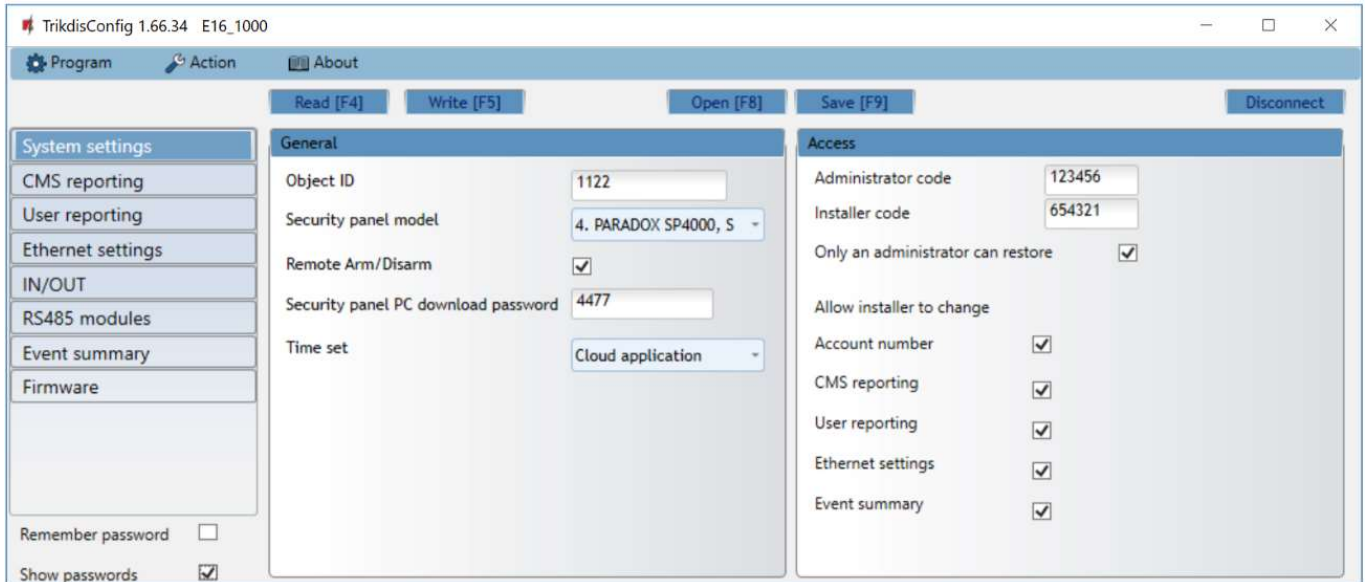 TrikdisConfig 1.66.34 E16_1000
Program Action About
Read [F4] Write [F5] Open [F8] Save [F9] Disconnect
System settings
CMS reporting
User reporting
Ethernet settings
IN/OUT
RS485 modules
Event summary
Firmware
Remember password
Show passwords
General
Object ID 1122
Security panel model 4. PARADOX SP4000, S
Remote Arm/Disarm
Security panel PC download password 4477
Time set Cloud application
Access
Administrator code 123456
Installer code 654321
Only an administrator can restore
Allow installer to change
Account number
CMS reporting
User reporting
Ethernet settings
Event summary